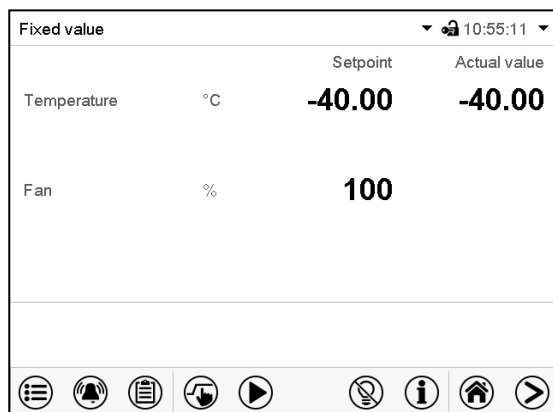 Fixed value 10:55:11
Setpoint Actual value
Temperature °C -40.00 -40.00
Fan % 100